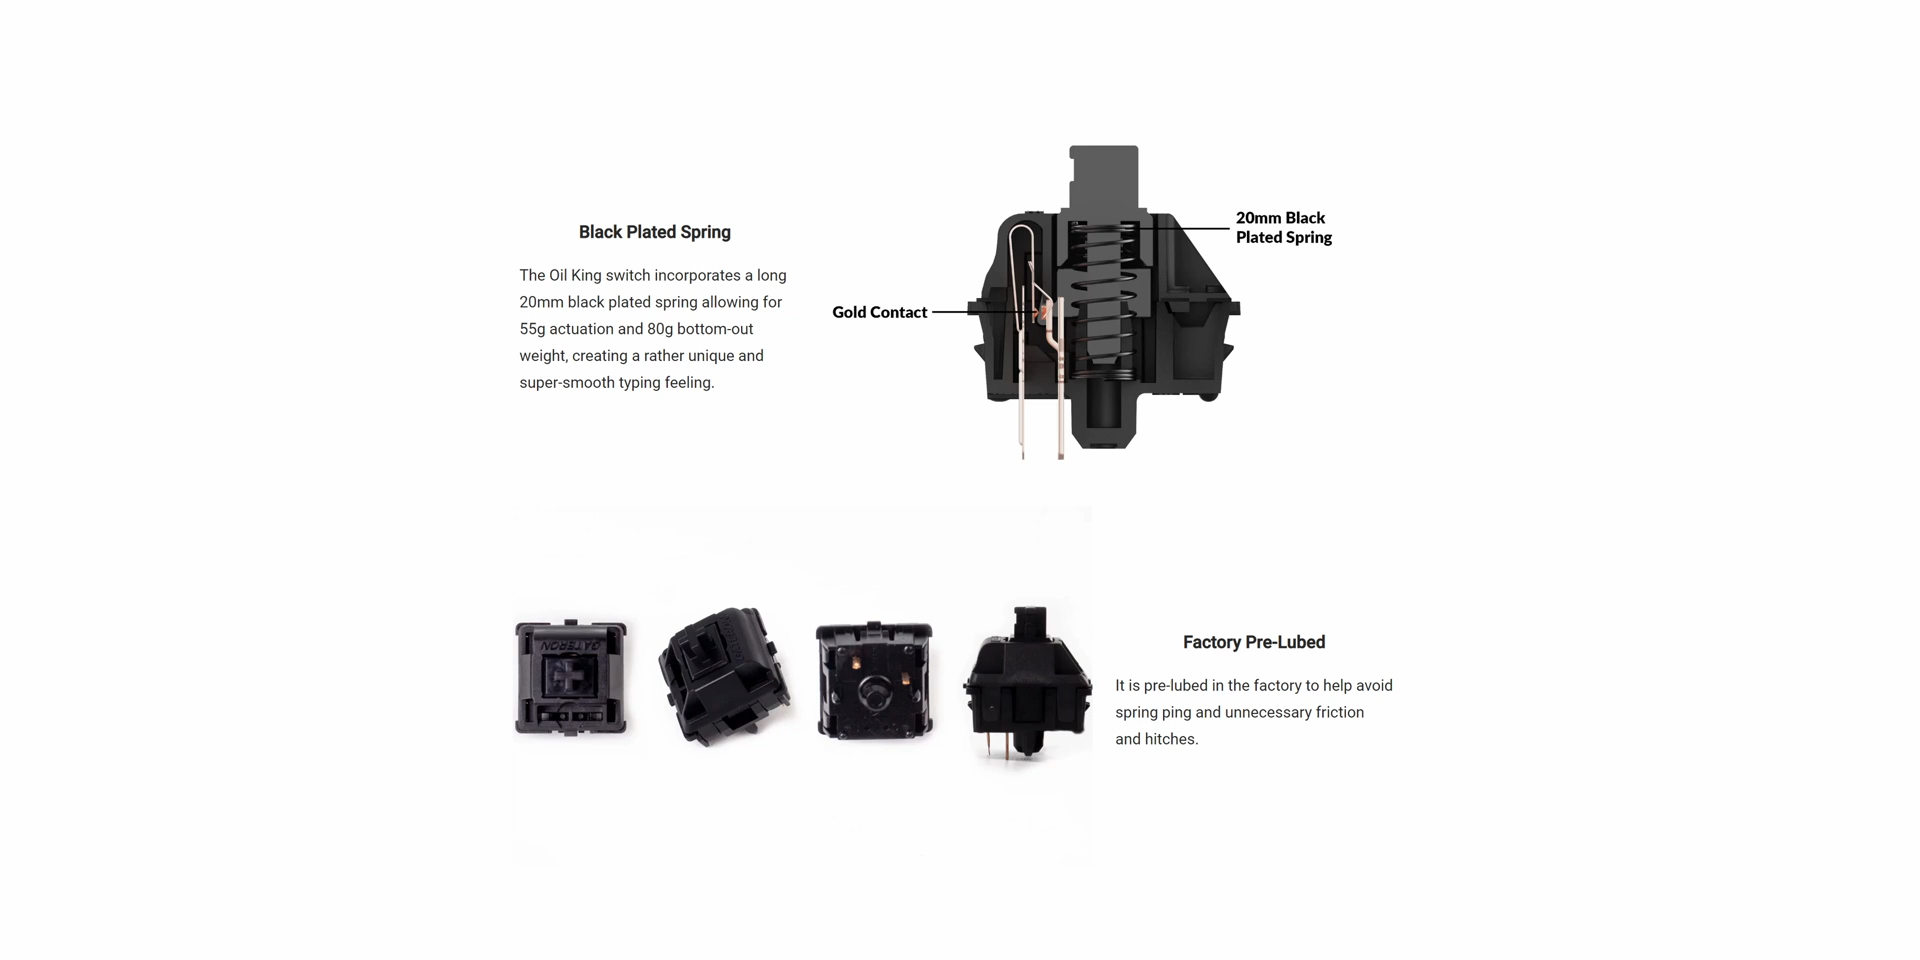 Black Plated Spring
The Oil King switch incorporates a long
20mm black plated spring allowing for
55g actuation and 80g bottom-out
weight, creating a rather unique and
super-smooth typing feeling.
20mm Black
Plated Spring
Gold Contact
GATERON
GATERON
Factory Pre-Lubed
It is pre-lubed in the factory to help avoid
spring ping and unnecessary friction
and hitches.